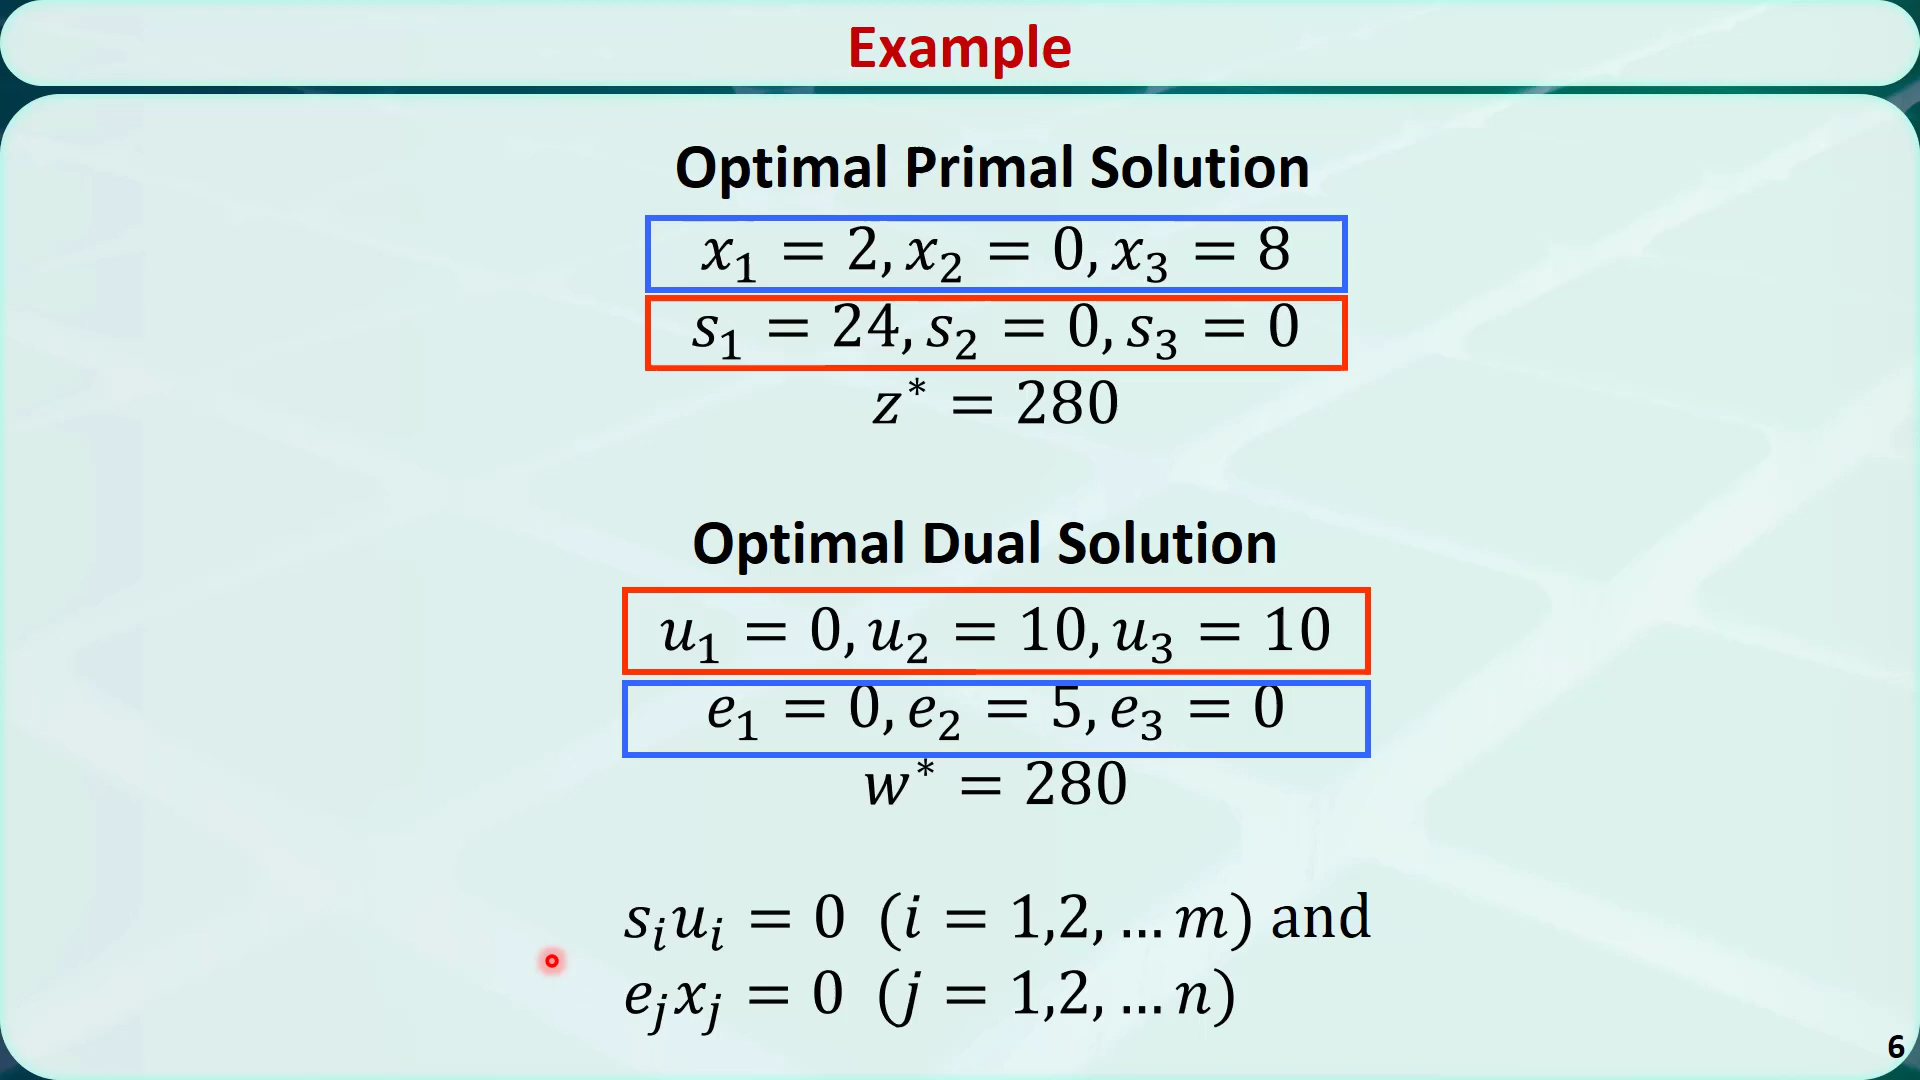 Example
Optimal Primal Solution
x₁ = 2, x₂ = 0, x₃ = 8
s₁ = 24, s₂ = 0, s₃ = 0
z* = 280
Optimal Dual Solution
u₁ = 0, u₂ = 10, u₃ = 10
e₁ = 0, e₂ = 5, e₃ = 0
w* = 280
sᵢuᵢ = 0 (i = 1,2, … m) and
eⱼxⱼ = 0 (j = 1,2, … n)
6